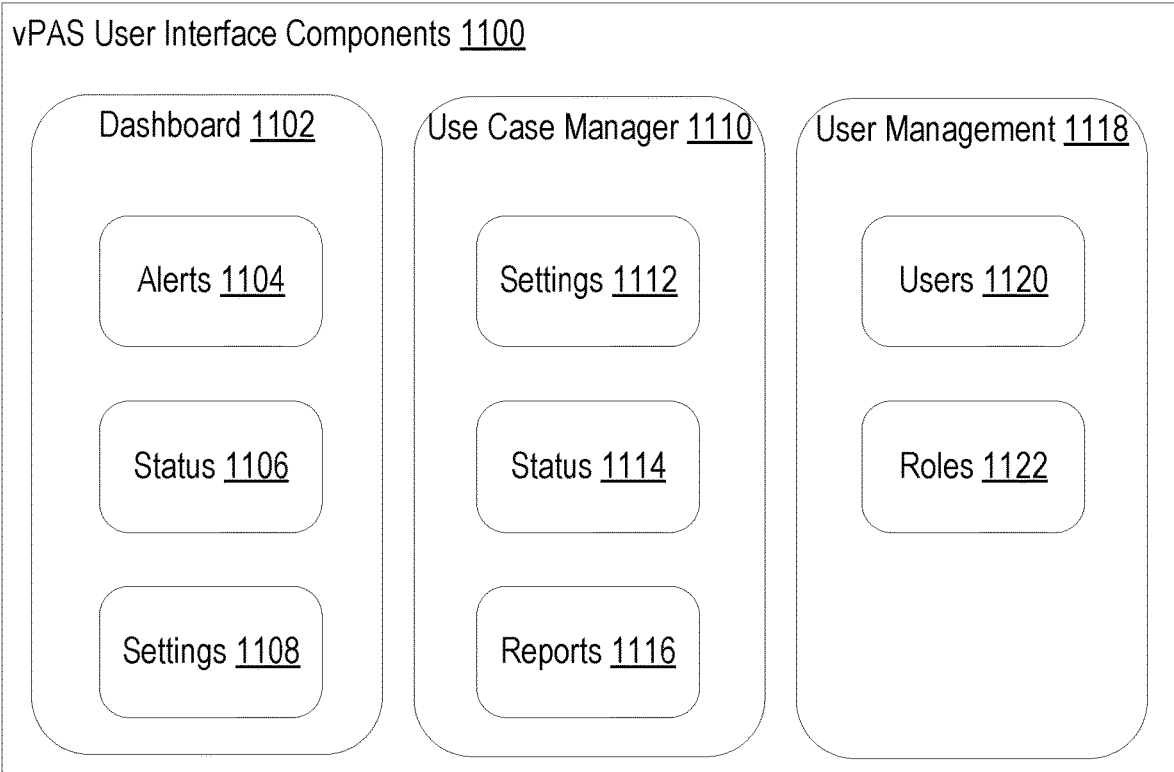 vPAS User Interface Components 1100
Dashboard 1102
Alerts 1104
Status 1106
Settings 1108
Use Case Manager 1110
Settings 1112
Status 1114
Reports 1116
User Management 1118
Users 1120
Roles 1122